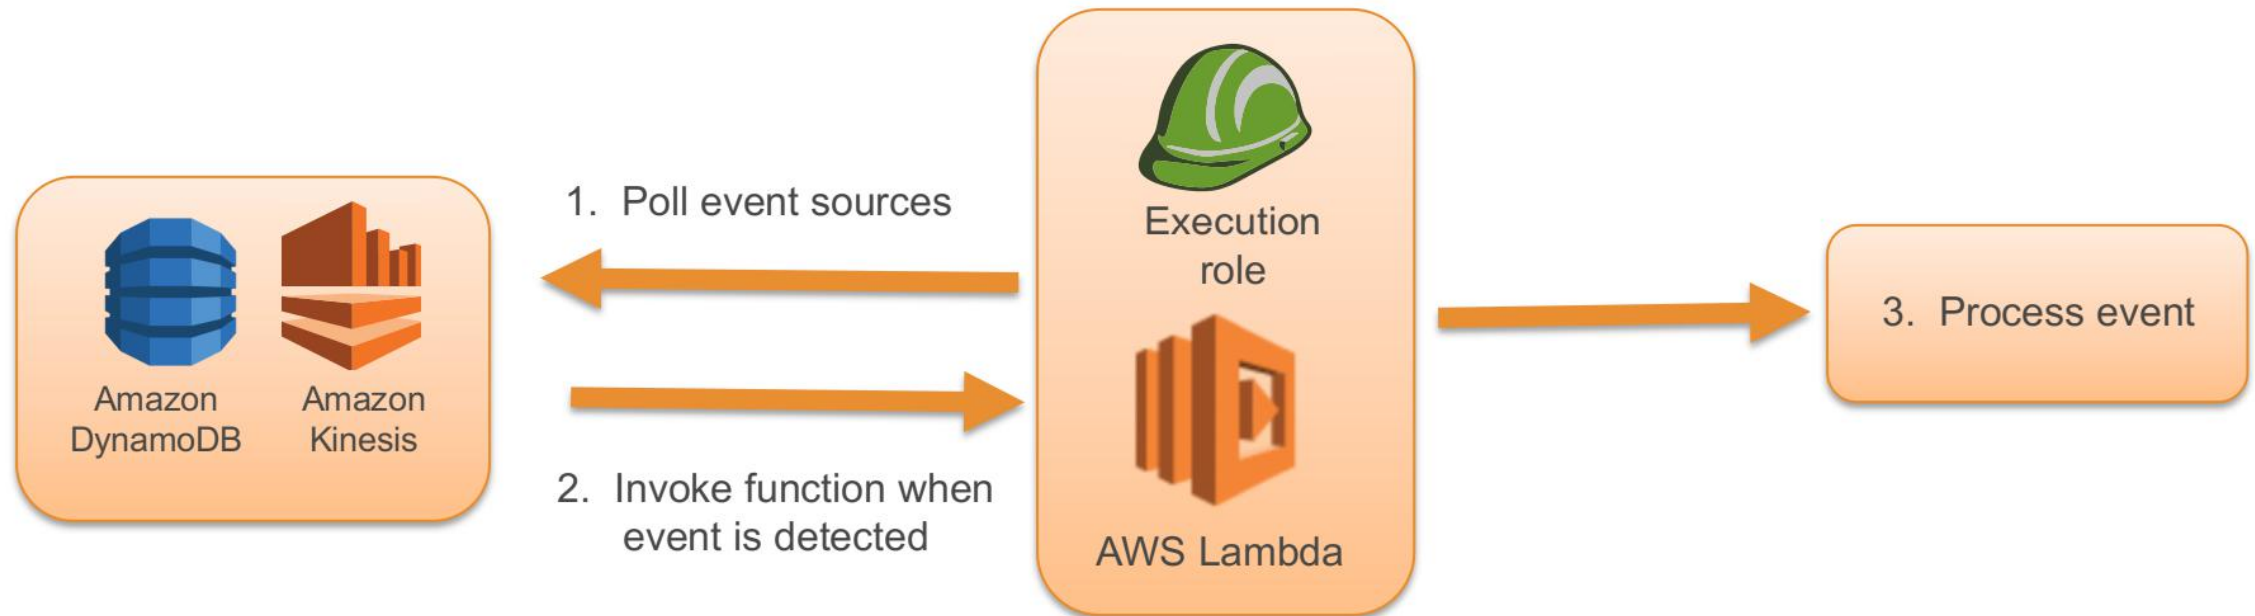 Amazon
DynamoDB
Amazon
Kinesis
1. Poll event sources
2. Invoke function when
event is detected
Execution
role
AWS Lambda
3. Process event